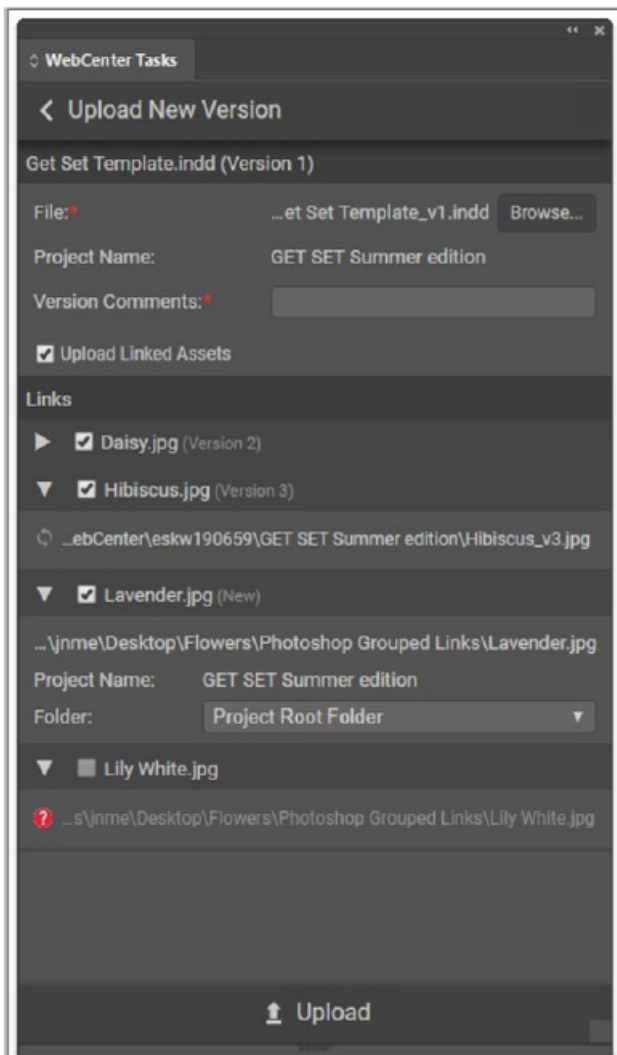 WebCenter Tasks
Upload New Version
Get Set Template.indd (Version 1)
File:* ...et Set Template_v1.indd Browse...
Project Name: GET SET Summer edition
Version Comments:*
Upload Linked Assets
Links
Daisy.jpg (Version 2)
Hibiscus.jpg (Version 3)
...ebCenter\eskw190659\GET SET Summer edition\Hibiscus_v3.jpg
Lavender.jpg (New)
...\jnme\Desktop\Flowers\Photoshop Grouped Links\Lavender.jpg
Project Name: GET SET Summer edition
Folder: Project Root Folder
Lily White.jpg
? ...s\jnme\Desktop\Flowers\Photoshop Grouped Links\Lily White.jpg
Upload